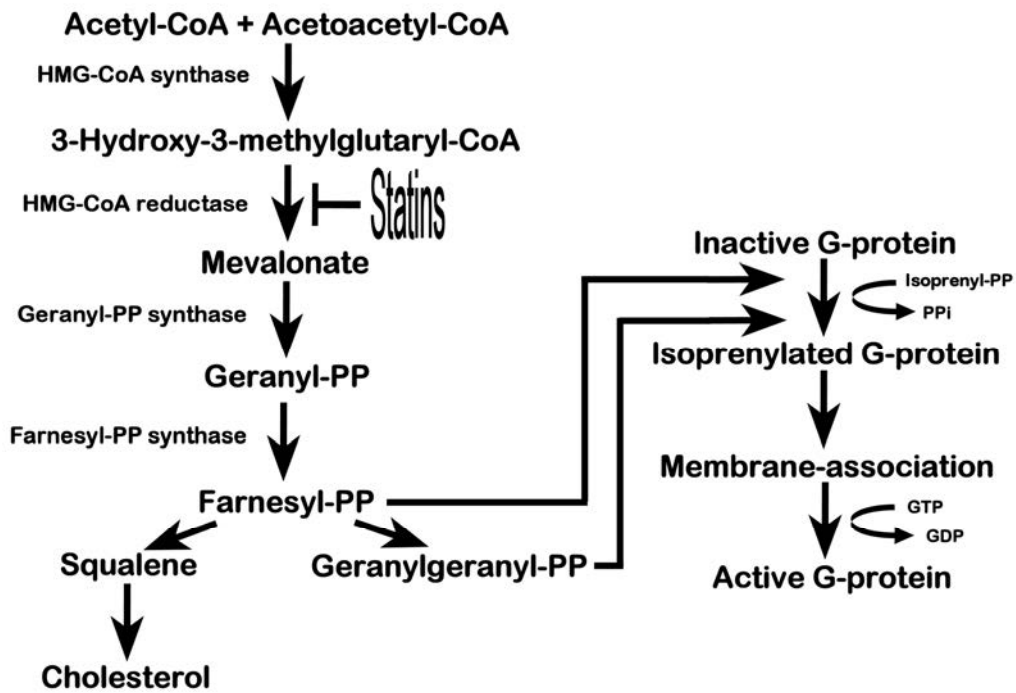 Acetyl-CoA + Acetoacetyl-CoA
HMG-CoA synthase
3-Hydroxy-3-methylglutaryl-CoA
HMG-CoA reductase
Statins
Mevalonate
Geranyl-PP synthase
Geranyl-PP
Farnesyl-PP synthase
Farnesyl-PP
Squalene
Geranylgeranyl-PP
Cholesterol
Inactive G-protein
Isoprenyl-PP
PPi
Isoprenylated G-protein
Membrane-association
GTP
GDP
Active G-protein